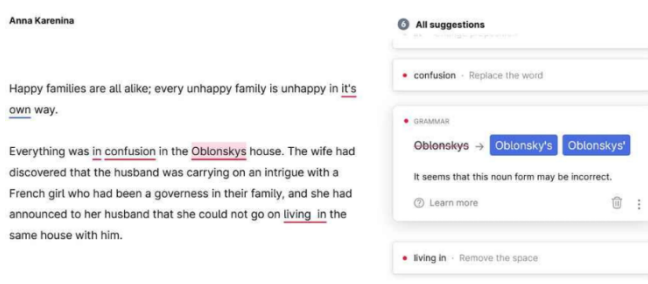 Anna Karenina
Happy families are all alike; every unhappy family is unhappy in it's
own way.
Everything was in confusion in the Oblonskys house. The wife had
discovered that the husband was carrying on an intrigue with a
French girl who had been a governess in their family, and she had
announced to her husband that she could not go on living  in the
same house with him.
6 All suggestions
confusion · Replace the word
GRAMMAR
Oblonskys → Oblonsky's Oblonskys'
It seems that this noun form may be incorrect.
Learn more
living in · Remove the space